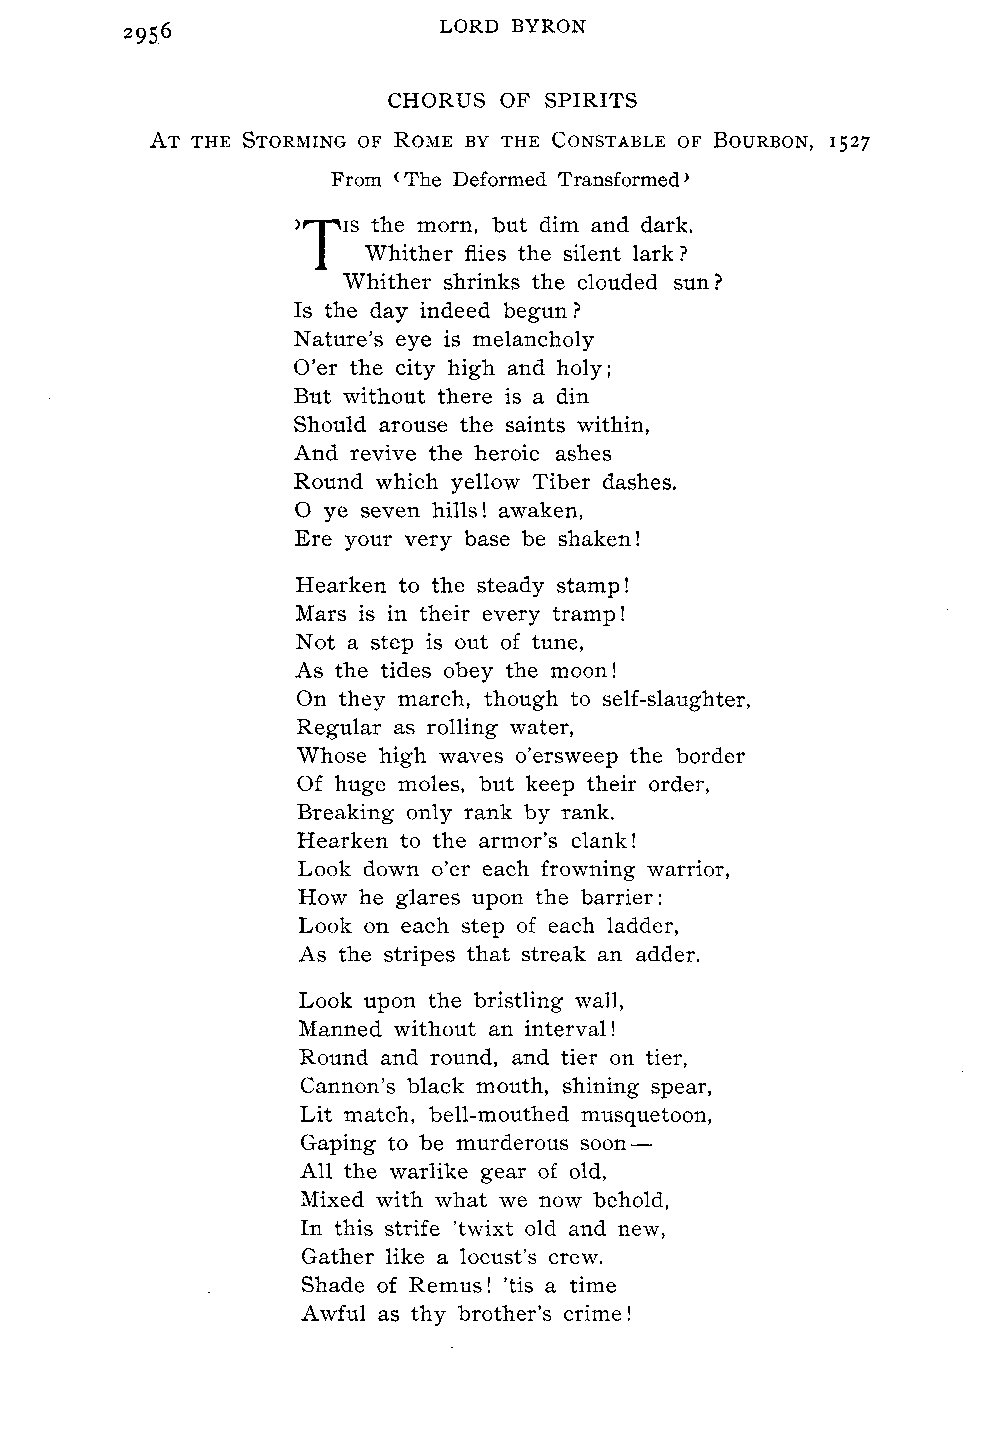 2956
LORD BYRON
CHORUS OF SPIRITS
AT THE STORMING OF ROME BY THE CONSTABLE OF BOURBON, 1527
From ‘The Deformed Transformed’
’TIS the morn, but dim and dark.
Whither flies the silent lark?
Whither shrinks the clouded sun?
Is the day indeed begun?
Nature's eye is melancholy
O'er the city high and holy;
But without there is a din
Should arouse the saints within,
And revive the heroic ashes
Round which yellow Tiber dashes.
O ye seven hills! awaken,
Ere your very base be shaken!
Hearken to the steady stamp!
Mars is in their every tramp!
Not a step is out of tune,
As the tides obey the moon!
On they march, though to self-slaughter,
Regular as rolling water,
Whose high waves o'ersweep the border
Of huge moles, but keep their order,
Breaking only rank by rank.
Hearken to the armor's clank!
Look down o'er each frowning warrior,
How he glares upon the barrier:
Look on each step of each ladder,
As the stripes that streak an adder.
Look upon the bristling wall,
Manned without an interval!
Round and round, and tier on tier,
Cannon's black mouth, shining spear,
Lit match, bell-mouthed musquetoon,
Gaping to be murderous soon—
All the warlike gear of old,
Mixed with what we now behold,
In this strife 'twixt old and new,
Gather like a locust's crew.
Shade of Remus! 'tis a time
Awful as thy brother's crime!